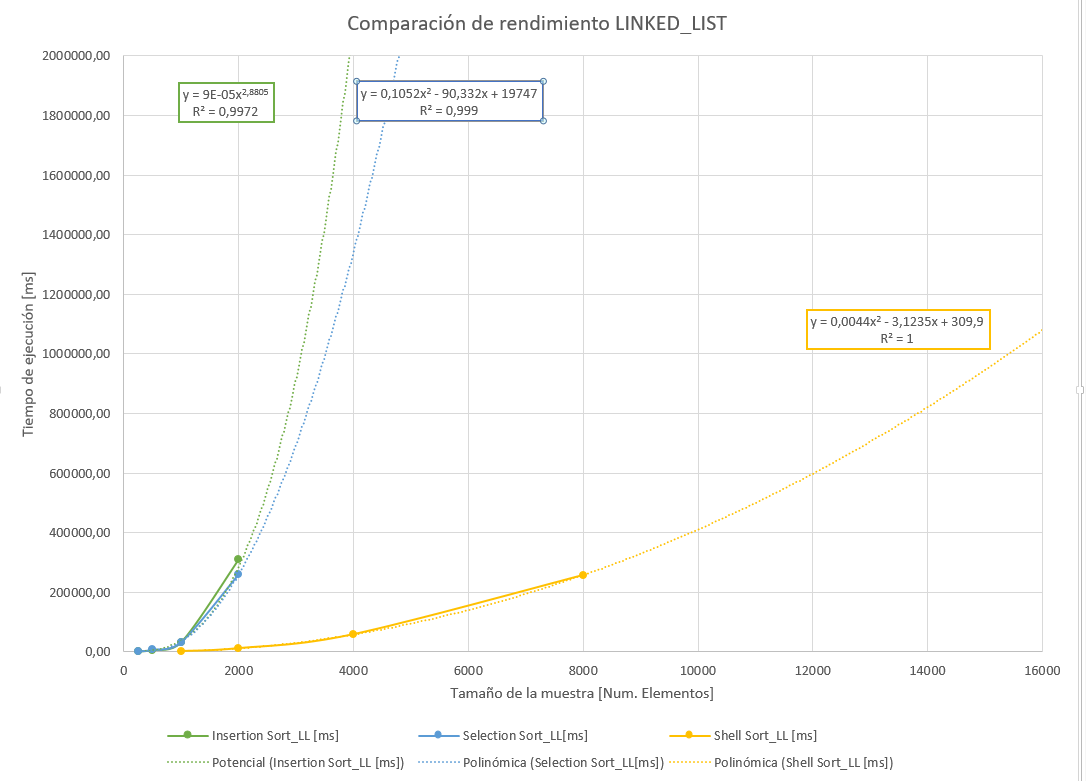 Comparación de rendimiento LINKED_LIST
2000000,00
1800000,00
1600000,00
1400000,00
1200000,00
1000000,00
800000,00
600000,00
400000,00
200000,00
0,00
Tiempo de ejecución [ms]
y = 9E-05x^2,8805
R² = 0,9972
y = 0,1052x² - 90,332x + 19747
R² = 0,999
y = 0,0044x² - 3,1235x + 309,9
R² = 1
0 2000 4000 6000 8000 10000 12000 14000 16000
Tamaño de la muestra [Num. Elementos]
Insertion Sort_LL [ms] Selection Sort_LL[ms] Shell Sort_LL [ms]
Potencial (Insertion Sort_LL [ms]) Polinómica (Selection Sort_LL[ms]) Polinómica (Shell Sort_LL [ms])